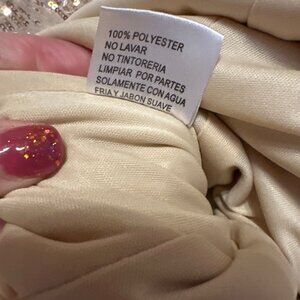 100% POLYESTER
NO LAVAR
NO TINTORERIA
LIMPIAR POR PARTES
SOLAMENTE CON AGUA
FRIA Y JABON SUAVE